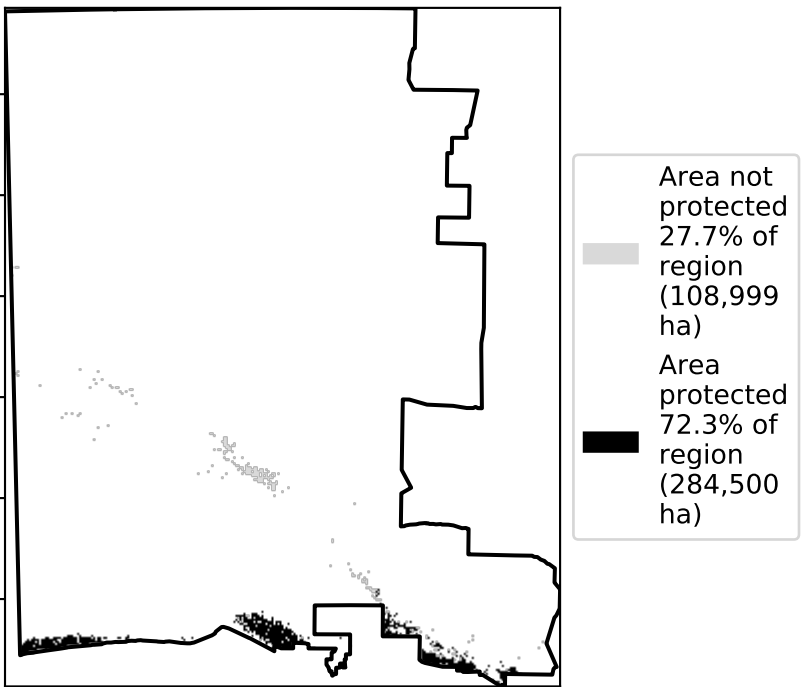 Area not
protected
27.7% of
region
(108,999
ha)
Area
protected
72.3% of
region
(284,500
ha)